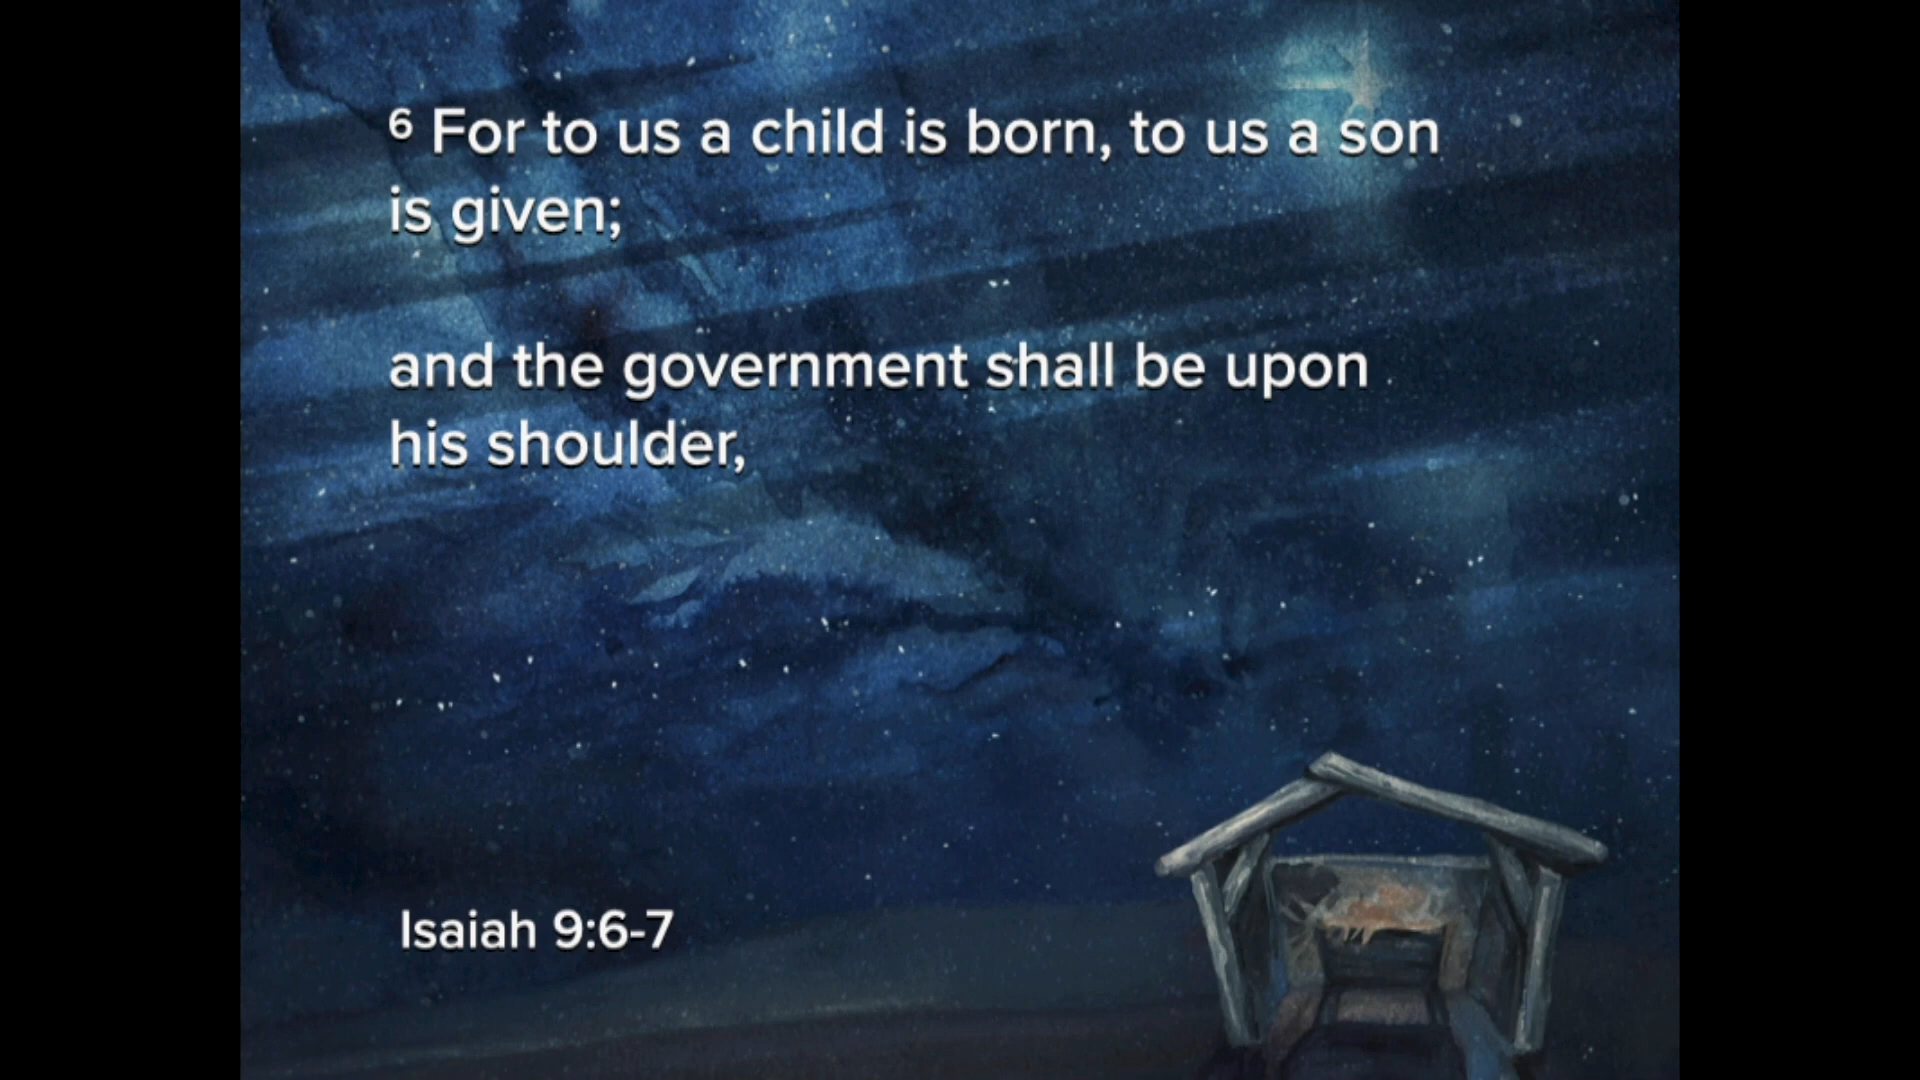 6 For to us a child is born, to us a son
is given;
and the government shall be upon
his shoulder,
Isaiah 9:6-7